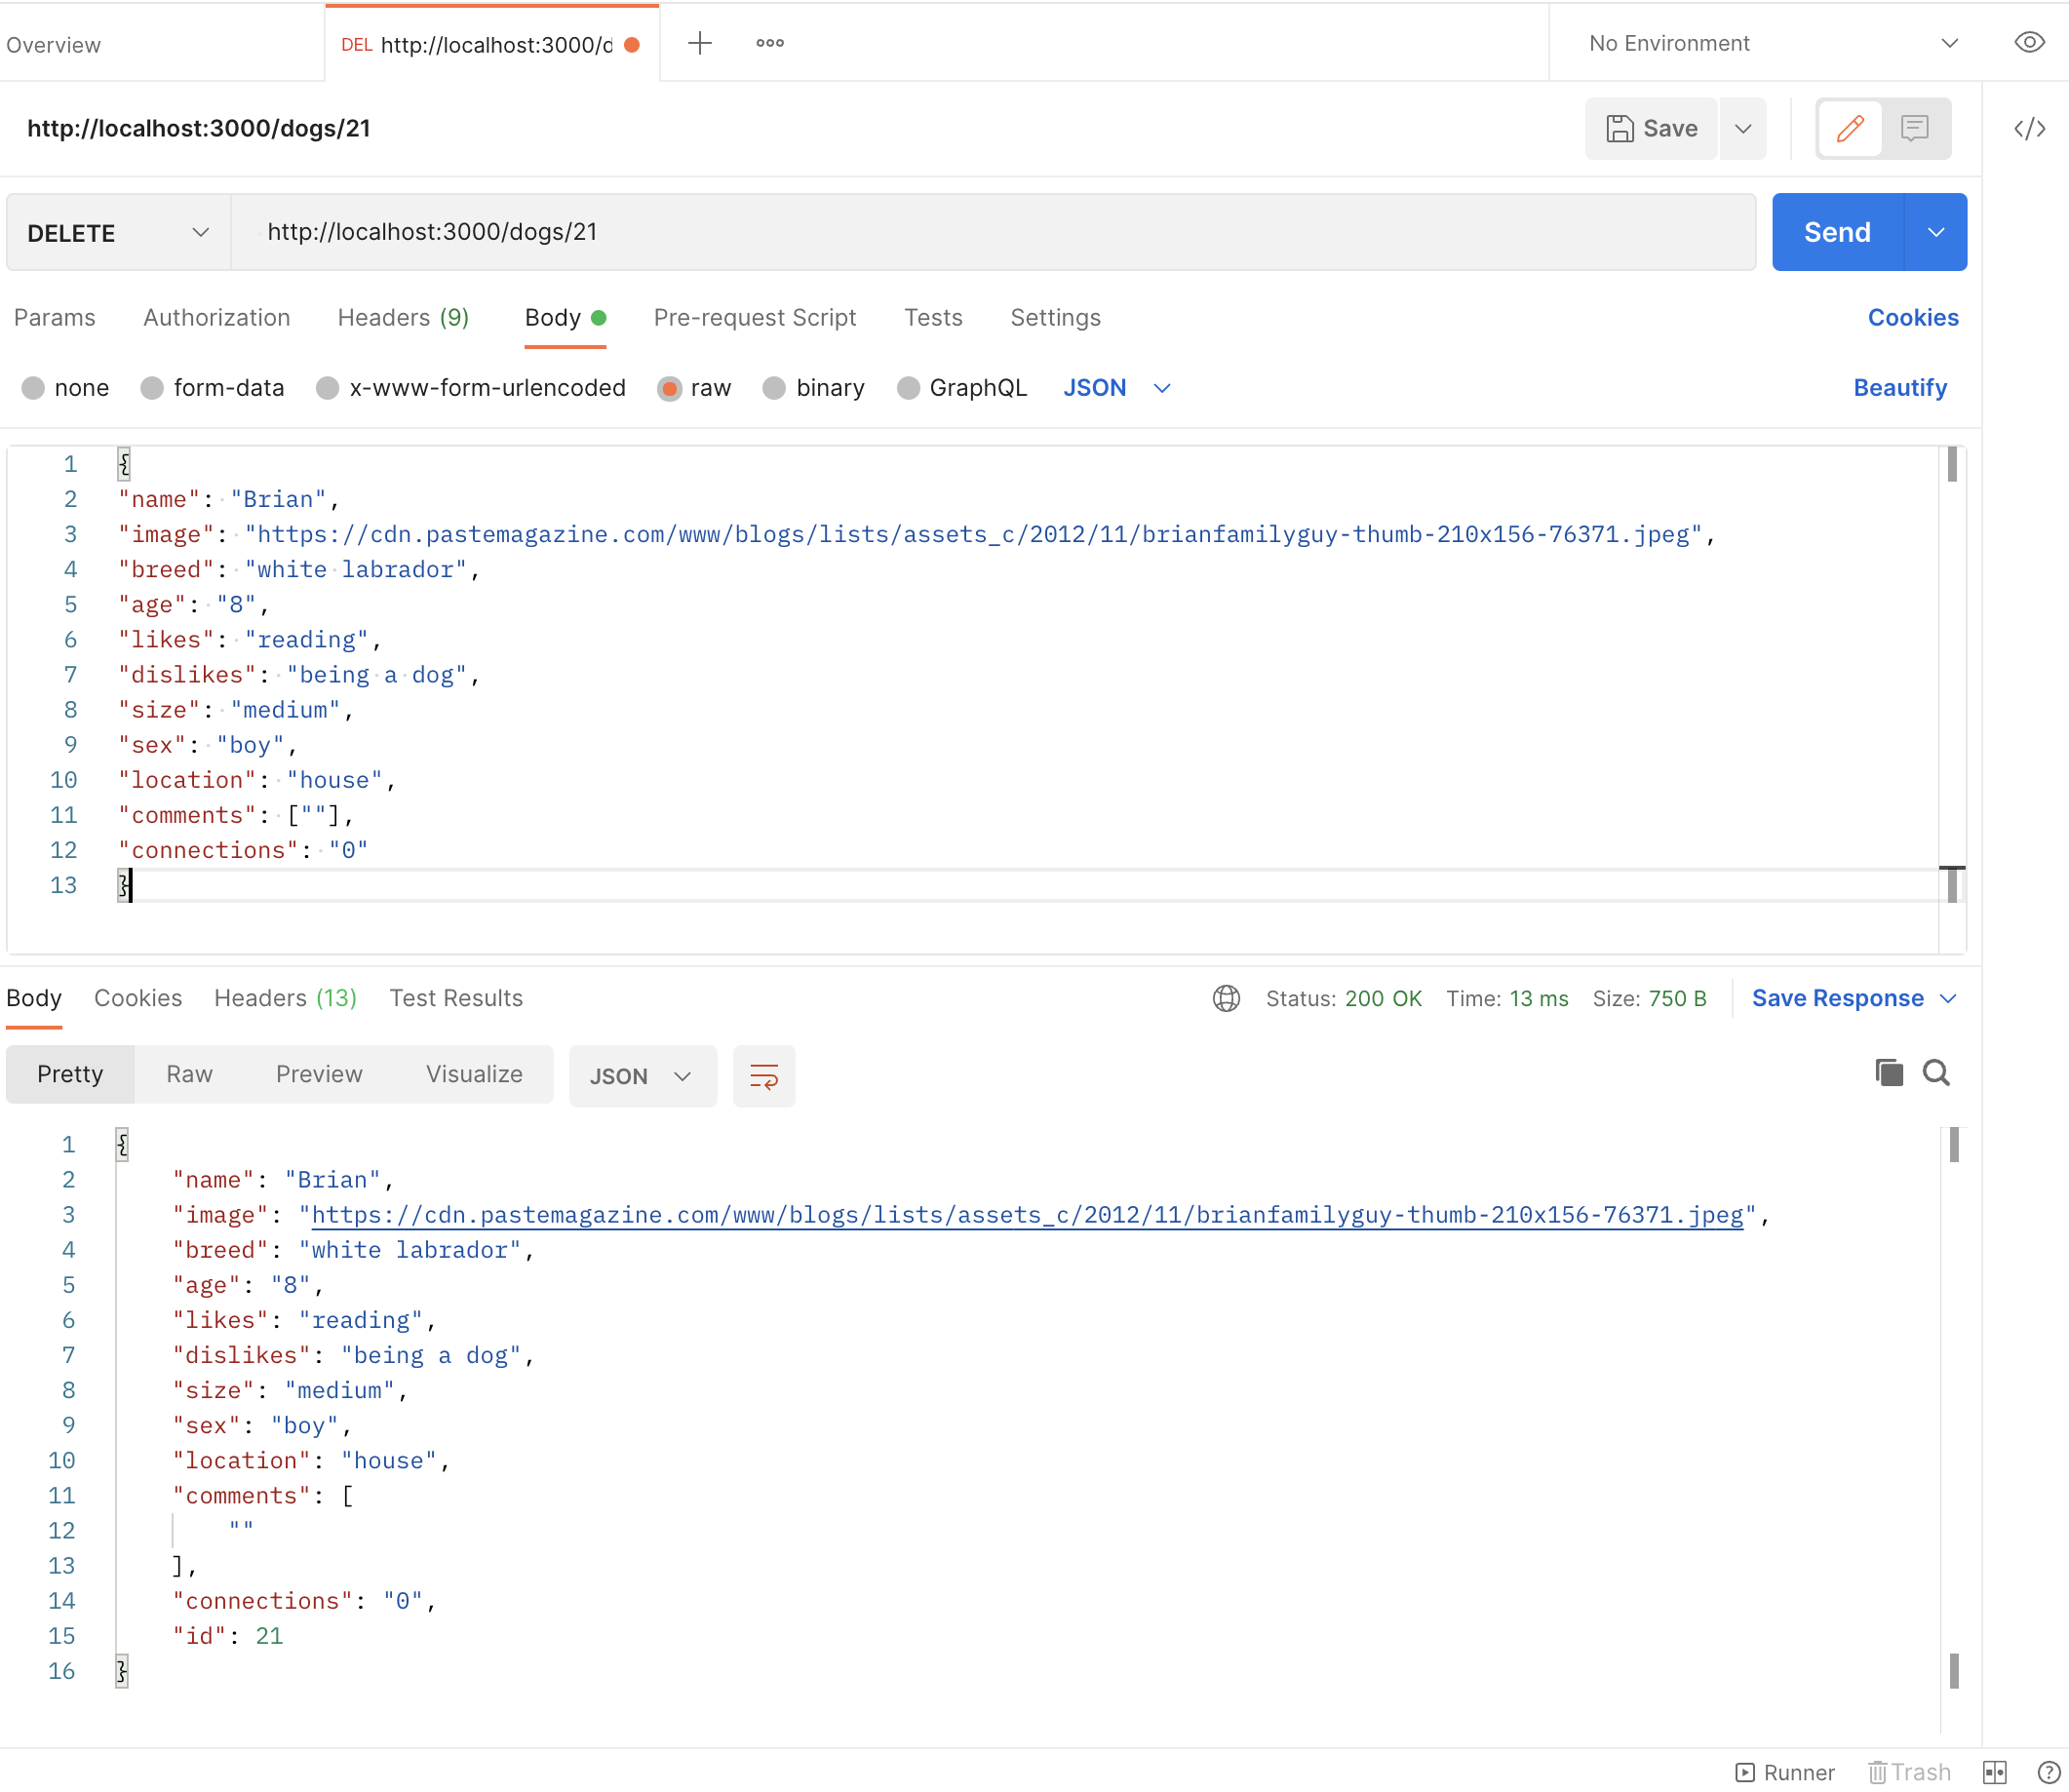 Overview
DEL http://localhost:3000/d
No Environment
http://localhost:3000/dogs/21
Save
DELETE
http://localhost:3000/dogs/21
Send
Params Authorization Headers (9) Body Pre-request Script Tests Settings Cookies
none form-data x-www-form-urlencoded raw binary GraphQL JSON Beautify
1 {
2 "name": "Brian",
3 "image": "https://cdn.pastemagazine.com/www/blogs/lists/assets_c/2012/11/brianfamilyguy-thumb-210x156-76371.jpeg",
4 "breed": "white labrador",
5 "age": "8",
6 "likes": "reading",
7 "dislikes": "being a dog",
8 "size": "medium",
9 "sex": "boy",
10 "location": "house",
11 "comments": [""],
12 "connections": "0"
13 }
Body Cookies Headers (13) Test Results Status: 200 OK Time: 13 ms Size: 750 B Save Response
Pretty Raw Preview Visualize JSON
1 {
2 "name": "Brian",
3 "image": "https://cdn.pastemagazine.com/www/blogs/lists/assets_c/2012/11/brianfamilyguy-thumb-210x156-76371.jpeg",
4 "breed": "white labrador",
5 "age": "8",
6 "likes": "reading",
7 "dislikes": "being a dog",
8 "size": "medium",
9 "sex": "boy",
10 "location": "house",
11 "comments": [
12 ""
13 ],
14 "connections": "0",
15 "id": 21
16 }
Runner Trash